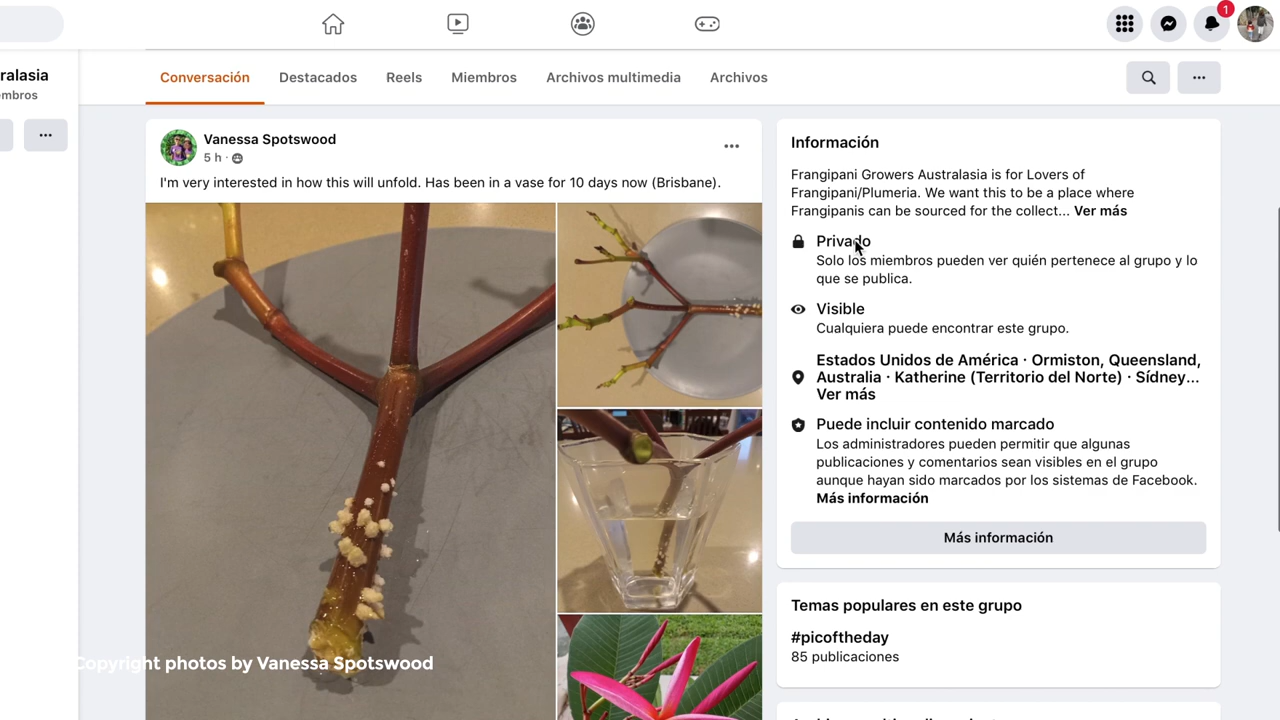 1
ralasia
embros
Conversación Destacados Reels Miembros Archivos multimedia Archivos
Vanessa Spotswood
5 h ·
I'm very interested in how this will unfold. Has been in a vase for 10 days now (Brisbane).
Copyright photos by Vanessa Spotswood
Información
Frangipani Growers Australasia is for Lovers of
Frangipani/Plumeria. We want this to be a place where
Frangipanis can be sourced for the collect... Ver más
Privado
Solo los miembros pueden ver quién pertenece al grupo y lo
que se publica.
Visible
Cualquiera puede encontrar este grupo.
Estados Unidos de América · Ormiston, Queensland,
Australia · Katherine (Territorio del Norte) · Sídney...
Ver más
Puede incluir contenido marcado
Los administradores pueden permitir que algunas
publicaciones y comentarios sean visibles en el grupo
aunque hayan sido marcados por los sistemas de Facebook.
Más información
Más información
Temas populares en este grupo
#picoftheday
85 publicaciones